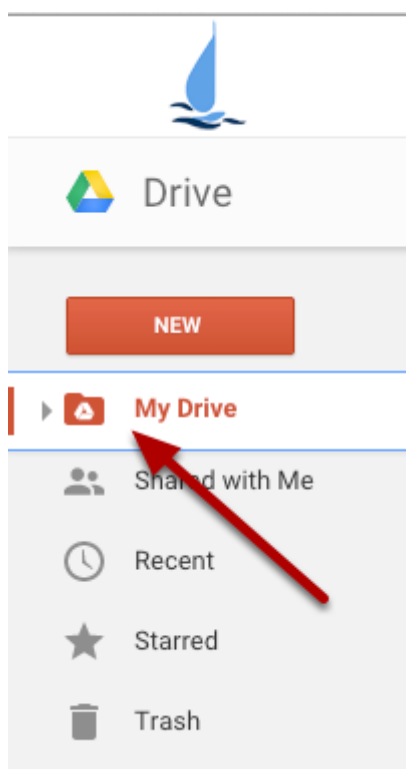 Drive
NEW
My Drive
Shared with Me
Recent
Starred
Trash